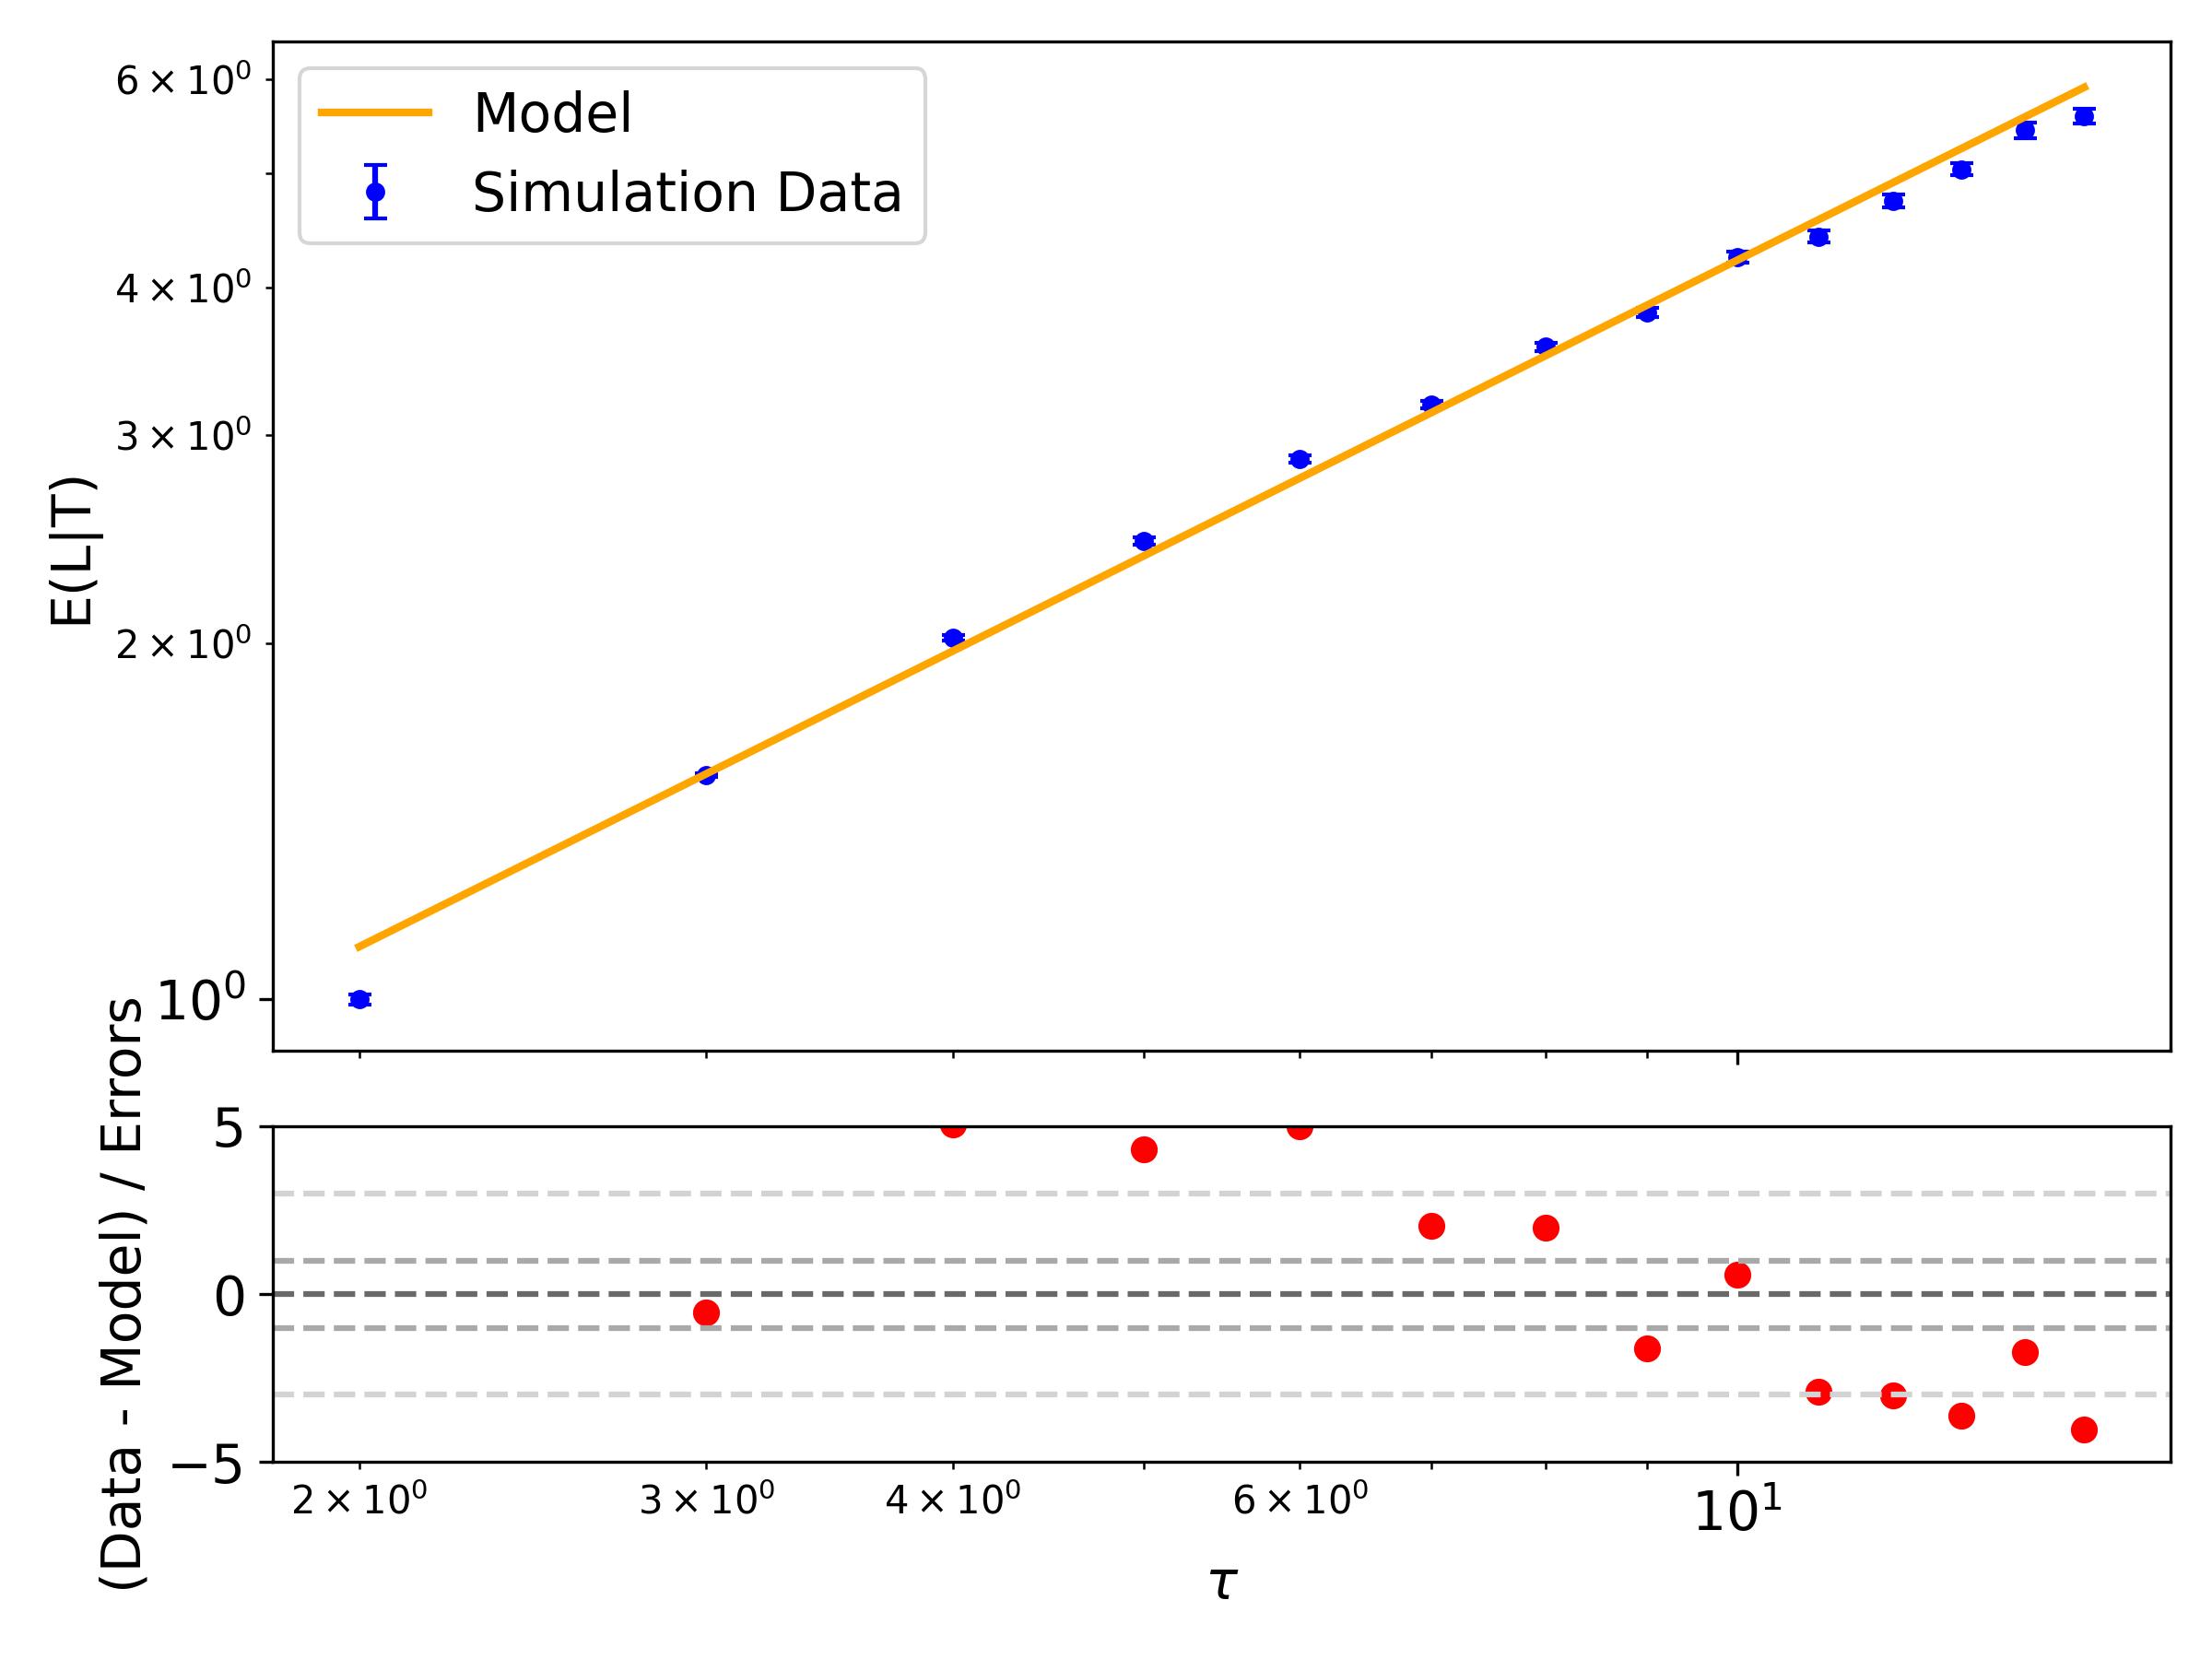 Model
Simulation Data
6 × 10⁰
4 × 10⁰
3 × 10⁰
2 × 10⁰
10⁰
E(L|T)
5
0
−5
(Data - Model) / Errors
2 × 10⁰ 3 × 10⁰ 4 × 10⁰ 6 × 10⁰ 10¹
τ